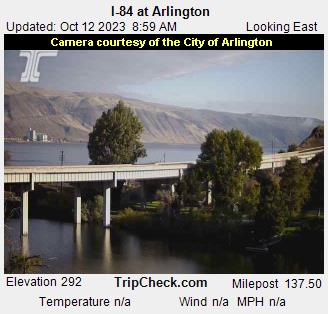 I-84 at Arlington
Updated: Oct 12 2023 8:59 AM Looking East
Camera courtesy of the City of Arlington
Elevation 292 TripCheck.com Milepost 137.50
Temperature n/a Wind n/a MPH n/a